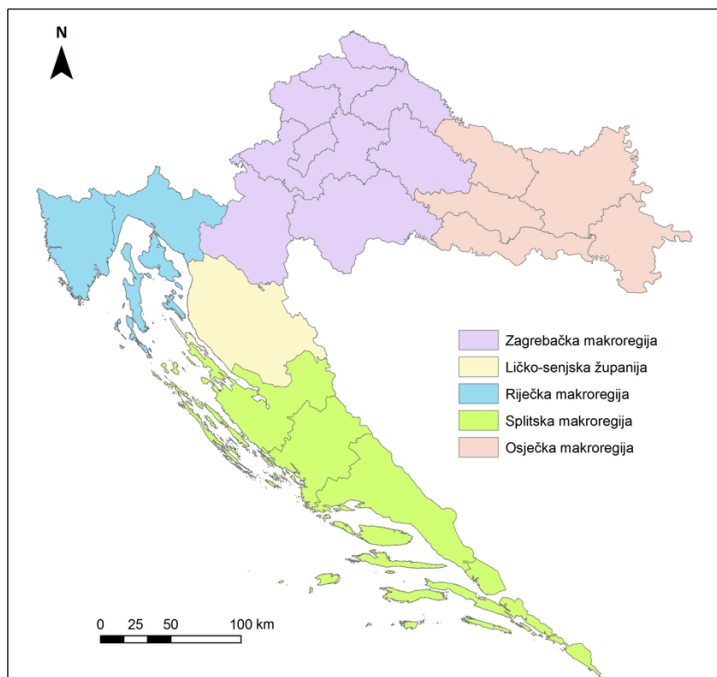 N
Zagrebačka makroregija
Ličko-senjska županija
Riječka makroregija
Splitska makroregija
Osječka makroregija
0 25 50 100 km